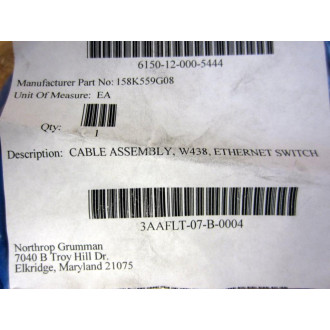 6150-12-000-5444
Manufacturer Part No: 158K559G08
Unit Of Measure: EA
Qty:
1
Description: CABLE ASSEMBLY, W438, ETHERNET SWITCH
3AAFLT-07-B-0004
Northrop Grumman
7040 B Troy Hill Dr.
Elkridge, Maryland 21075